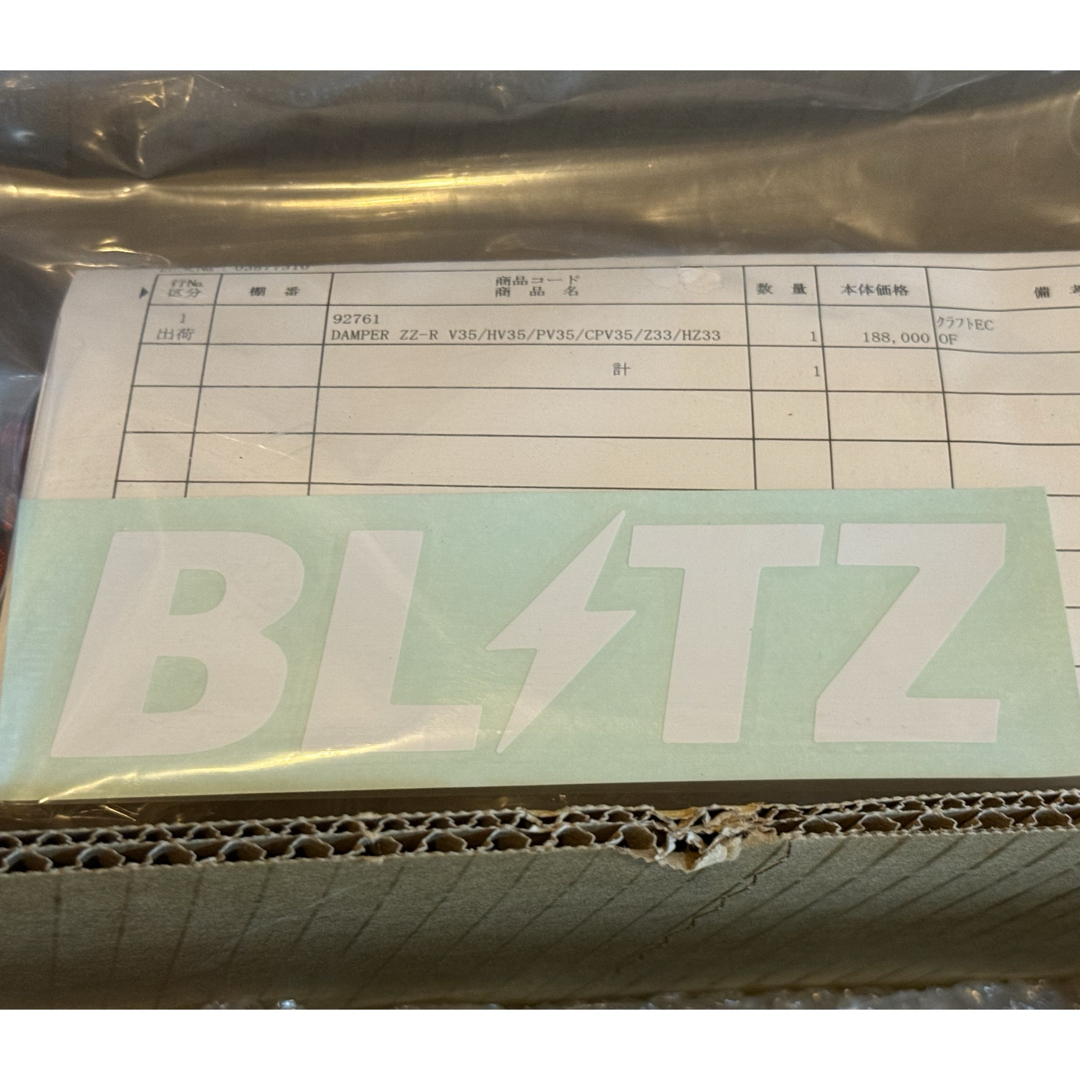 行No. 棚 番 商品コード 数 量 本体価格 備
区分 商 品 名
1 92761 クラフトEC
出荷 DAMPER ZZ-R V35/HV35/PV35/CPV35/Z33/HZ33 1 188,000 OF
計 1
BLITZ